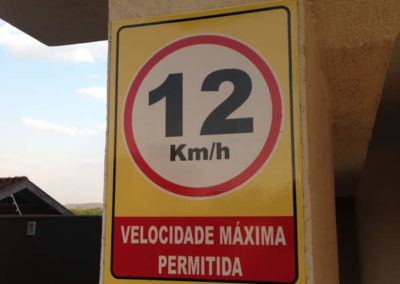 12
Km/h
VELOCIDADE MÁXIMA
PERMITIDA